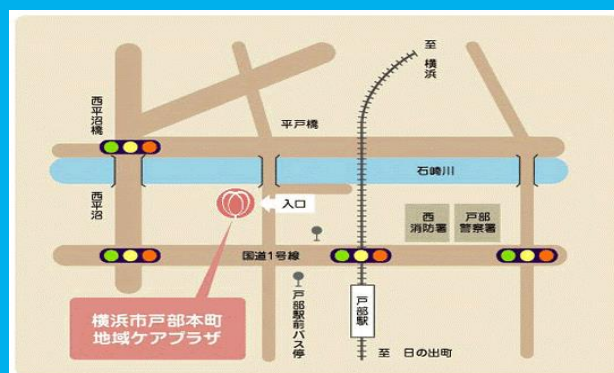 至
横浜
西平沼橋
平戸橋
石崎川
西平沼
入口
西
消防署
戸部
警察署
国道1号線
戸部駅前バス停
戸部駅
横浜市戸部本町
地域ケアプラザ
至 日の出町